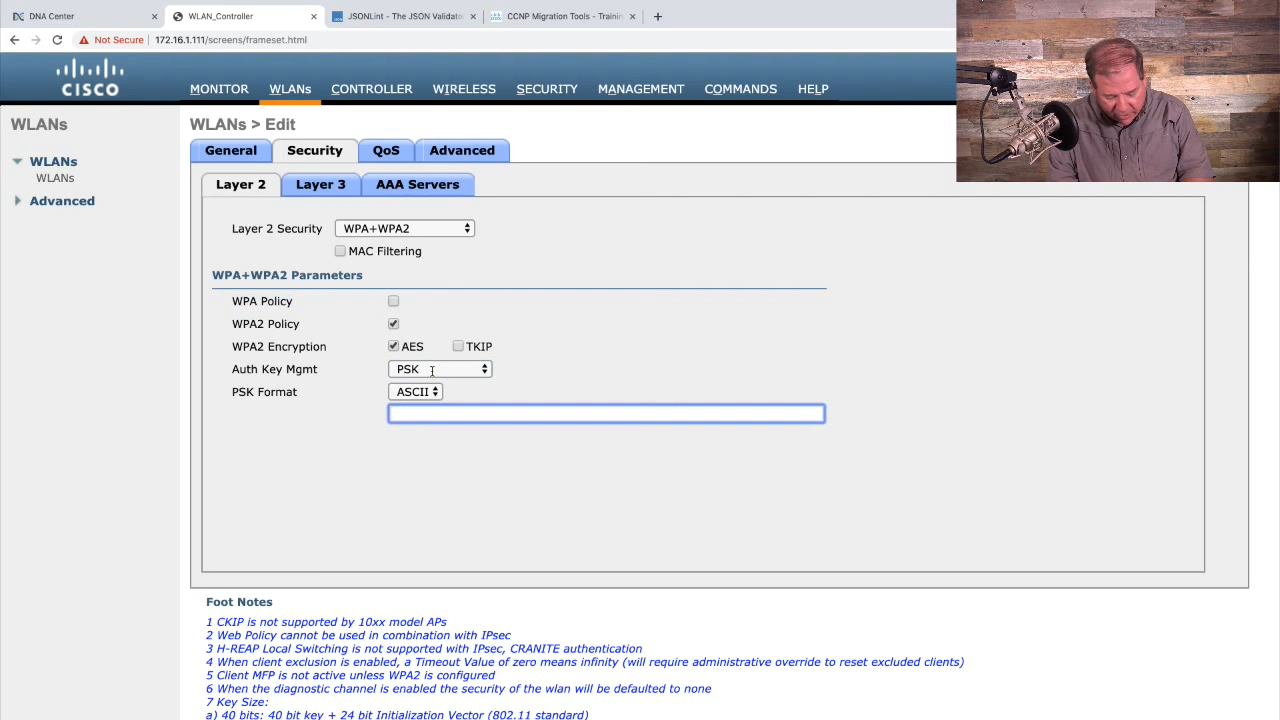 DNA Center
WLAN_Controller
JSONLint - The JSON Validator
CCNP Migration Tools - Trainin
Not Secure
172.16.1.111/screens/frameset.html
CISCO
MONITOR WLANs CONTROLLER WIRELESS SECURITY MANAGEMENT COMMANDS HELP
WLANs
WLANs
WLANs
Advanced
WLANs > Edit
General Security QoS Advanced
Layer 2 Layer 3 AAA Servers
Layer 2 Security WPA+WPA2
MAC Filtering
WPA+WPA2 Parameters
WPA Policy
WPA2 Policy
WPA2 Encryption AES TKIP
Auth Key Mgmt PSK
PSK Format ASCII
Foot Notes
1 CKIP is not supported by 10xx model APs
2 Web Policy cannot be used in combination with IPsec
3 H-REAP Local Switching is not supported with IPsec, CRANITE authentication
4 When client exclusion is enabled, a Timeout Value of zero means infinity (will require administrative override to reset excluded clients)
5 Client MFP is not active unless WPA2 is configured
6 When the diagnostic channel is enabled the security of the wlan will be defaulted to none
7 Key Size:
a) 40 bits: 40 bit key + 24 bit Initialization Vector (802.11 standard)